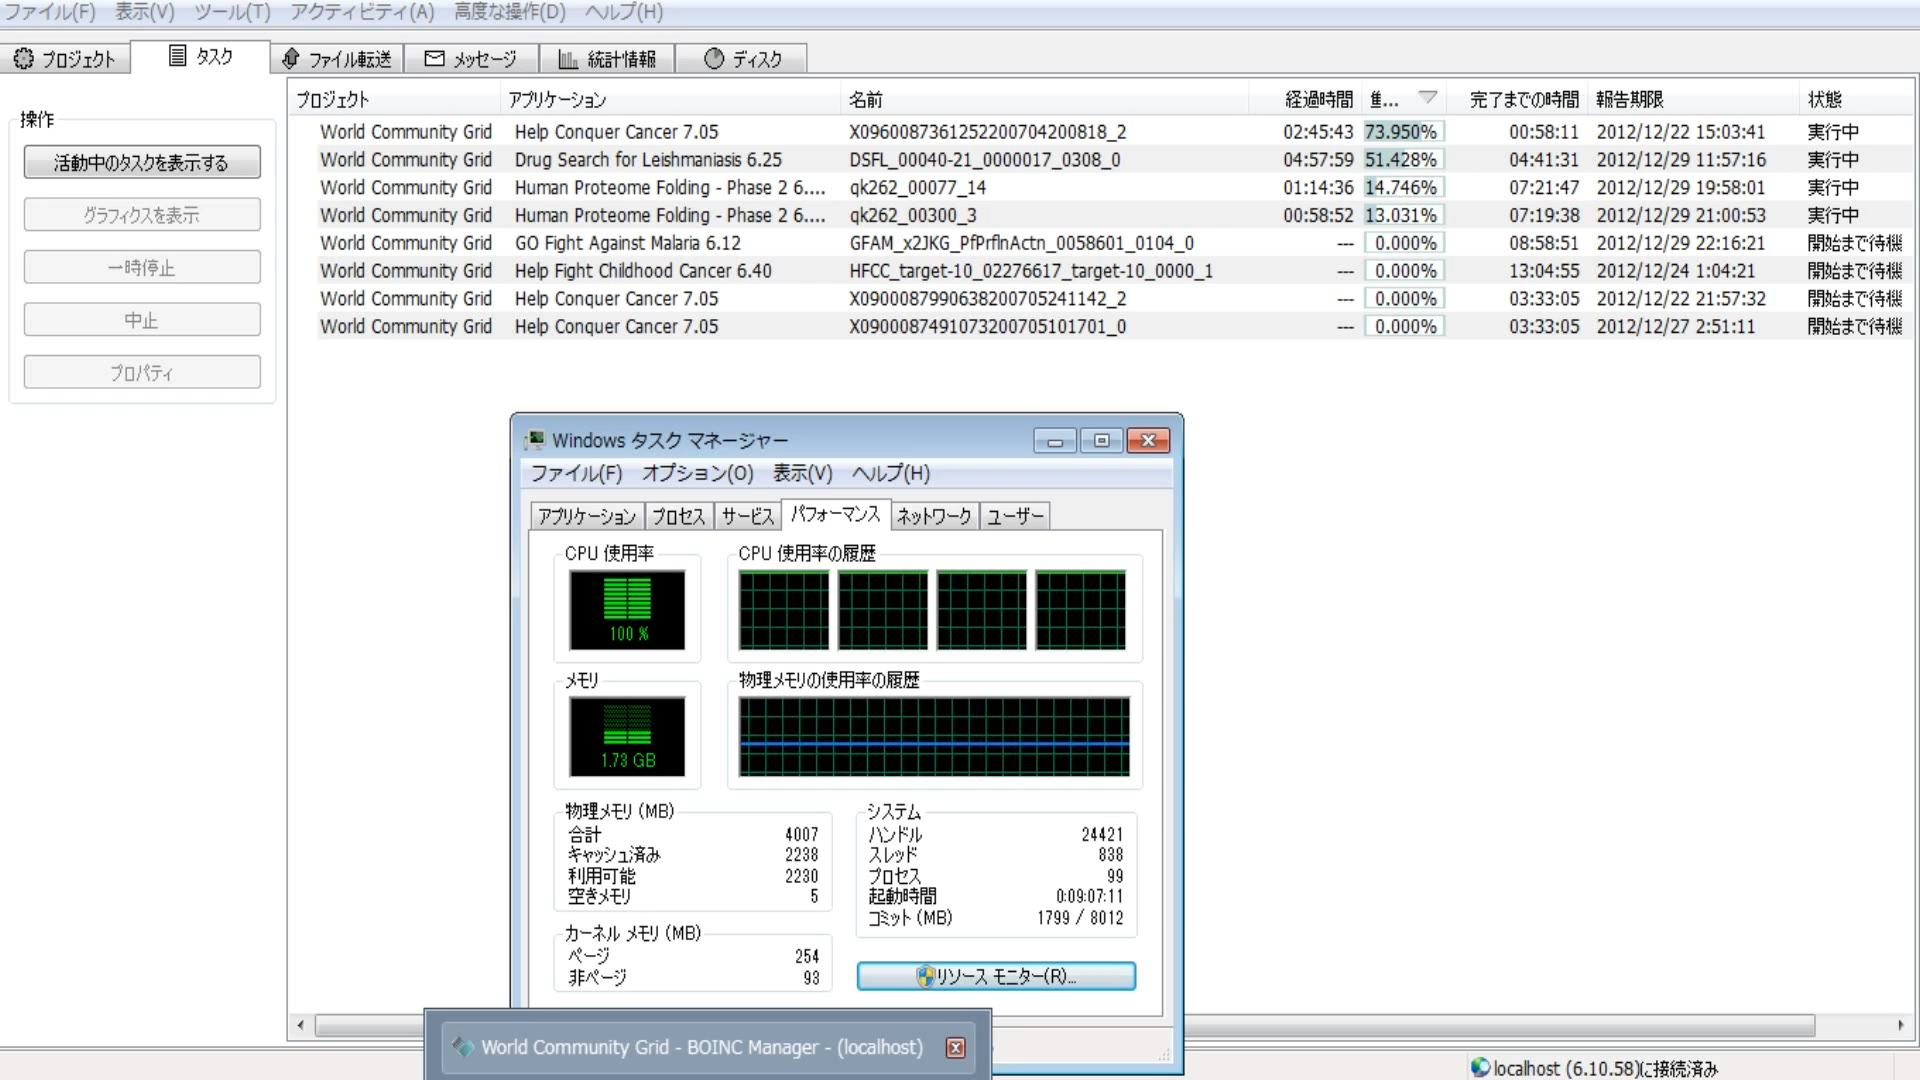 ファイル(F) 表示(V) ツール(T) アクティビティ(A) 高度な操作(D) ヘルプ(H)
プロジェクト タスク ファイル転送 メッセージ 統計情報 ディスク
操作
活動中のタスクを表示する
グラフィクスを表示
一時停止
中止
プロパティ
プロジェクト アプリケーション 名前 経過時間 進... 完了までの時間 報告期限 状態
World Community Grid Help Conquer Cancer 7.05 X0960087361252200704200818_2 02:45:43 73.950% 00:58:11 2012/12/22 15:03:41 実行中
World Community Grid Drug Search for Leishmaniasis 6.25 DSFL_00040-21_0000017_0308_0 04:57:59 51.428% 04:41:31 2012/12/29 11:57:16 実行中
World Community Grid Human Proteome Folding - Phase 2 6.... qk262_00077_14 01:14:36 14.746% 07:21:47 2012/12/29 19:58:01 実行中
World Community Grid Human Proteome Folding - Phase 2 6.... qk262_00300_3 00:58:52 13.031% 07:19:38 2012/12/29 21:00:53 実行中
World Community Grid GO Fight Against Malaria 6.12 GFAM_x2JKG_PfPrflnActn_0058601_0104_0 --- 0.000% 08:58:51 2012/12/29 22:16:21 開始まで待機
World Community Grid Help Fight Childhood Cancer 6.40 HFCC_target-10_02276617_target-10_0000_1 --- 0.000% 13:04:55 2012/12/24 1:04:21 開始まで待機
World Community Grid Help Conquer Cancer 7.05 X0900087990638200705241142_2 --- 0.000% 03:33:05 2012/12/22 21:57:32 開始まで待機
World Community Grid Help Conquer Cancer 7.05 X0900087491073200705101701_0 --- 0.000% 03:33:05 2012/12/27 2:51:11 開始まで待機
Windows タスク マネージャー
ファイル(F) オプション(O) 表示(V) ヘルプ(H)
アプリケーション プロセス サービス パフォーマンス ネットワーク ユーザー
CPU 使用率 CPU 使用率の履歴
100 %
メモリ 物理メモリの使用率の履歴
1.73 GB
物理メモリ (MB)
合計 4007
キャッシュ済み 2238
利用可能 2230
空きメモリ 5
カーネル メモリ (MB)
ページ 254
非ページ 93
システム
ハンドル 24421
スレッド 838
プロセス 99
起動時間 0:09:07:11
コミット (MB) 1799 / 8012
リソース モニター(R)...
World Community Grid - BOINC Manager - (localhost)
localhost (6.10.58)に接続済み